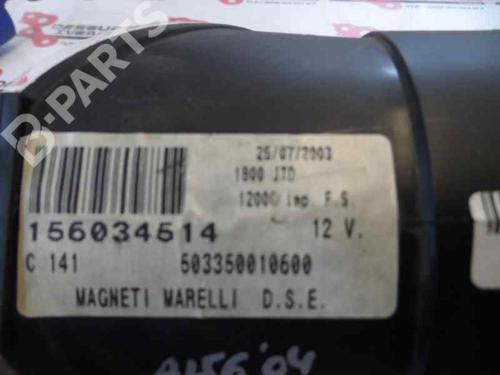 B-PARTS
25/07/2003
1900 JTD
12000 imp F.S.
156034514
12 V.
C 141
503350010600
MAGNETI MARELLI D.S.E.
A156 '04